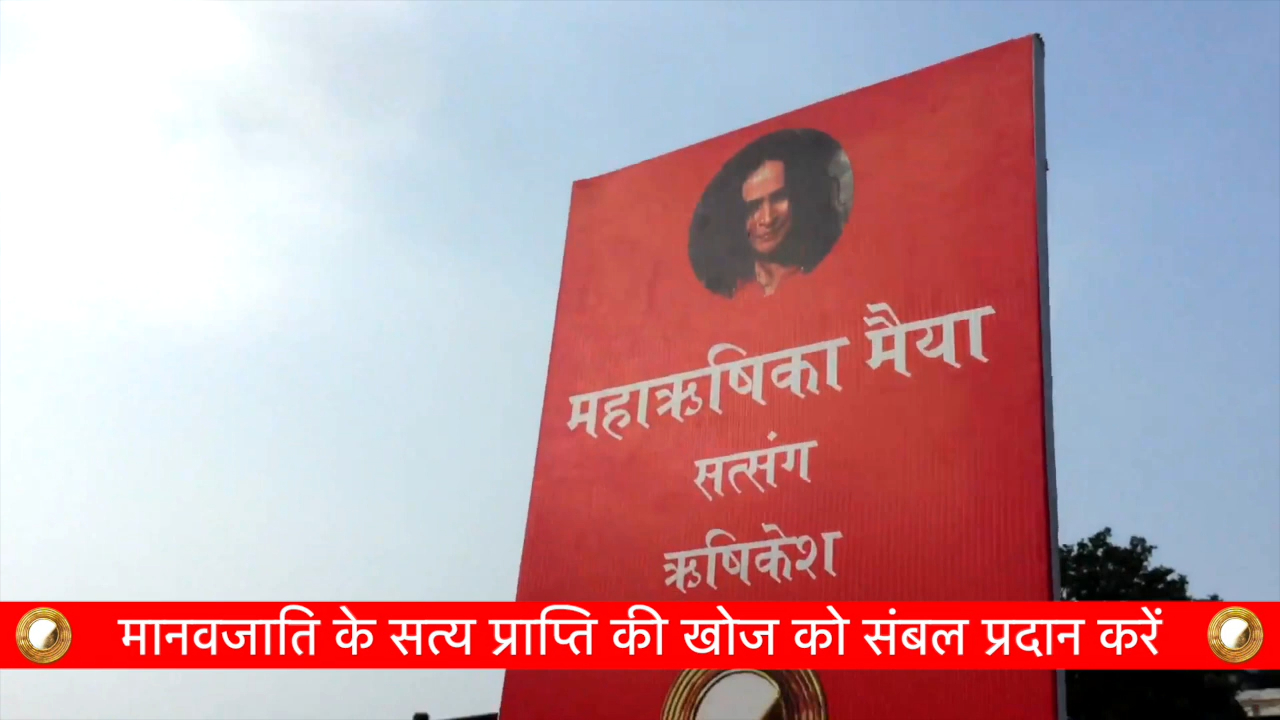 महाऋषिका मैया
सत्संग
ऋषिकेश
मानवजाति के सत्य प्राप्ति की खोज को संबल प्रदान करें